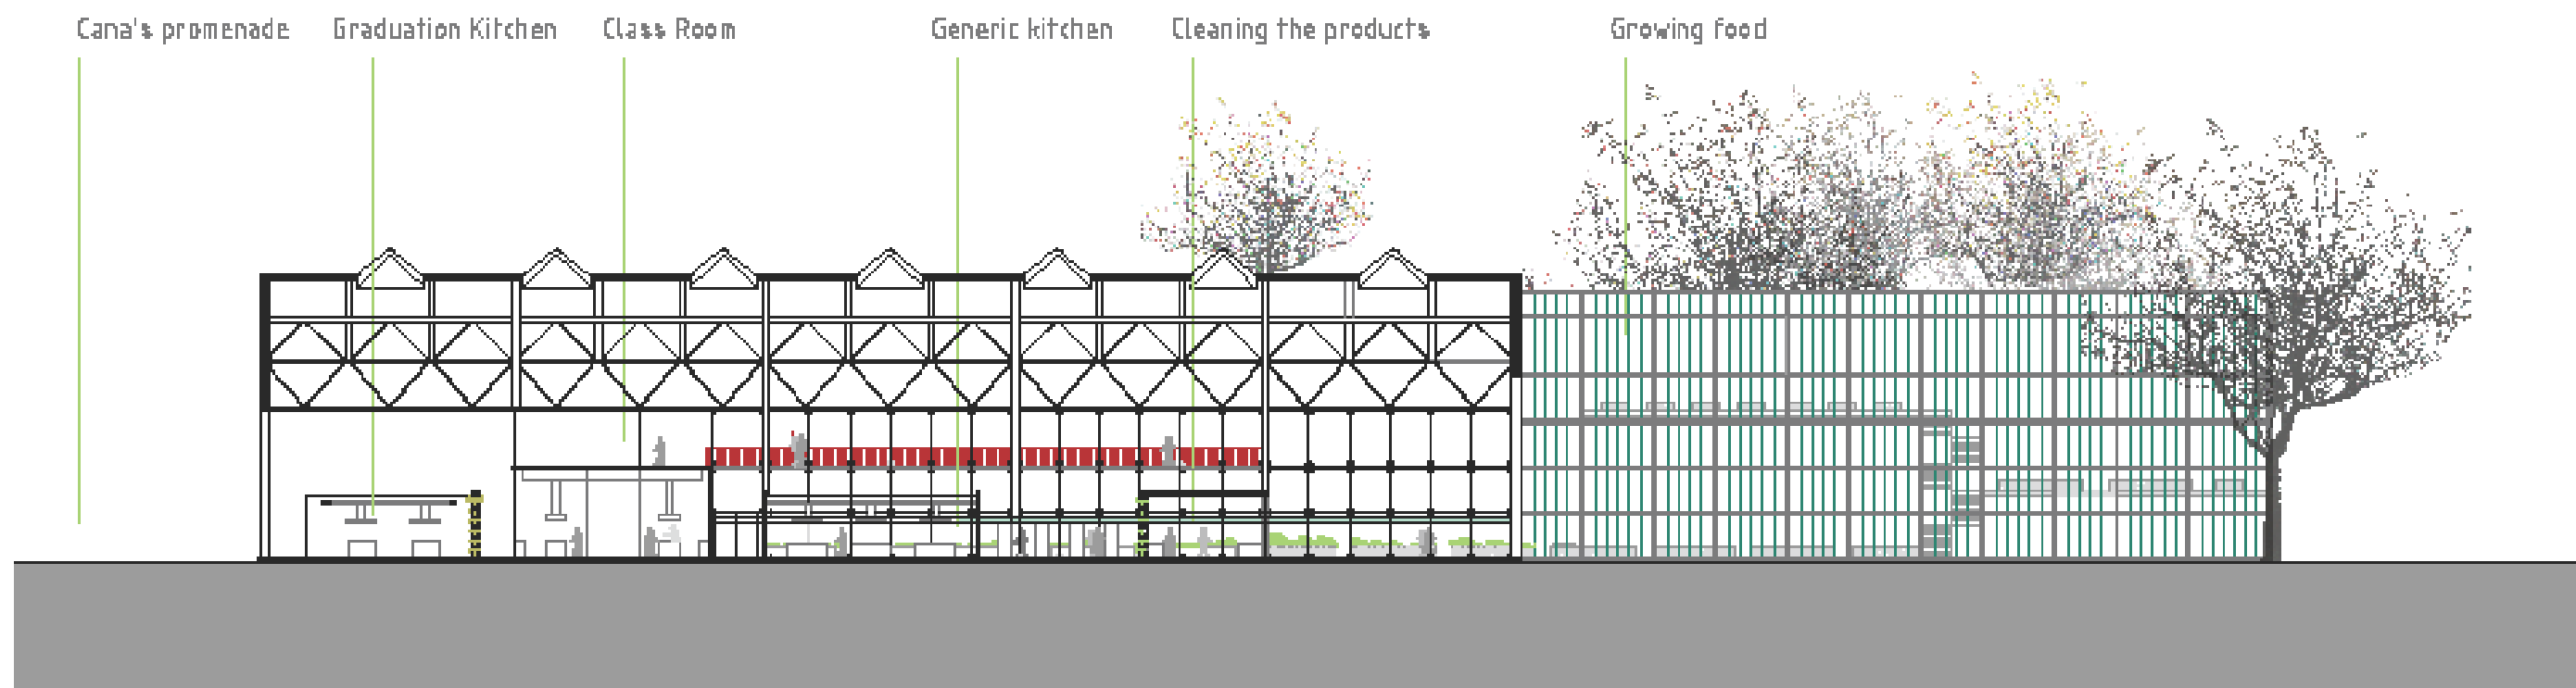 Cana's promenade
Graduation Kitchen
Class Room
Generic kitchen
Cleaning the products
Growing food